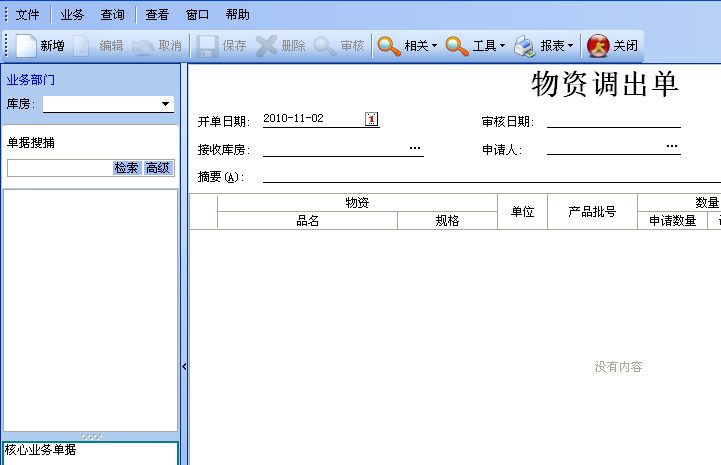 文件 业务 查询 查看 窗口 帮助
新增 编辑 取消 保存 删除 审核 相关 工具 报表 关闭
业务部门
库房:
单据搜捕
检索 高级
核心业务单据
物资调出单
开单日期: 2010-11-02 审核日期:
接收库房: ... 申请人: ...
摘要(A):
物资 单位 产品批号 数量
品名 规格 申请数量
没有内容